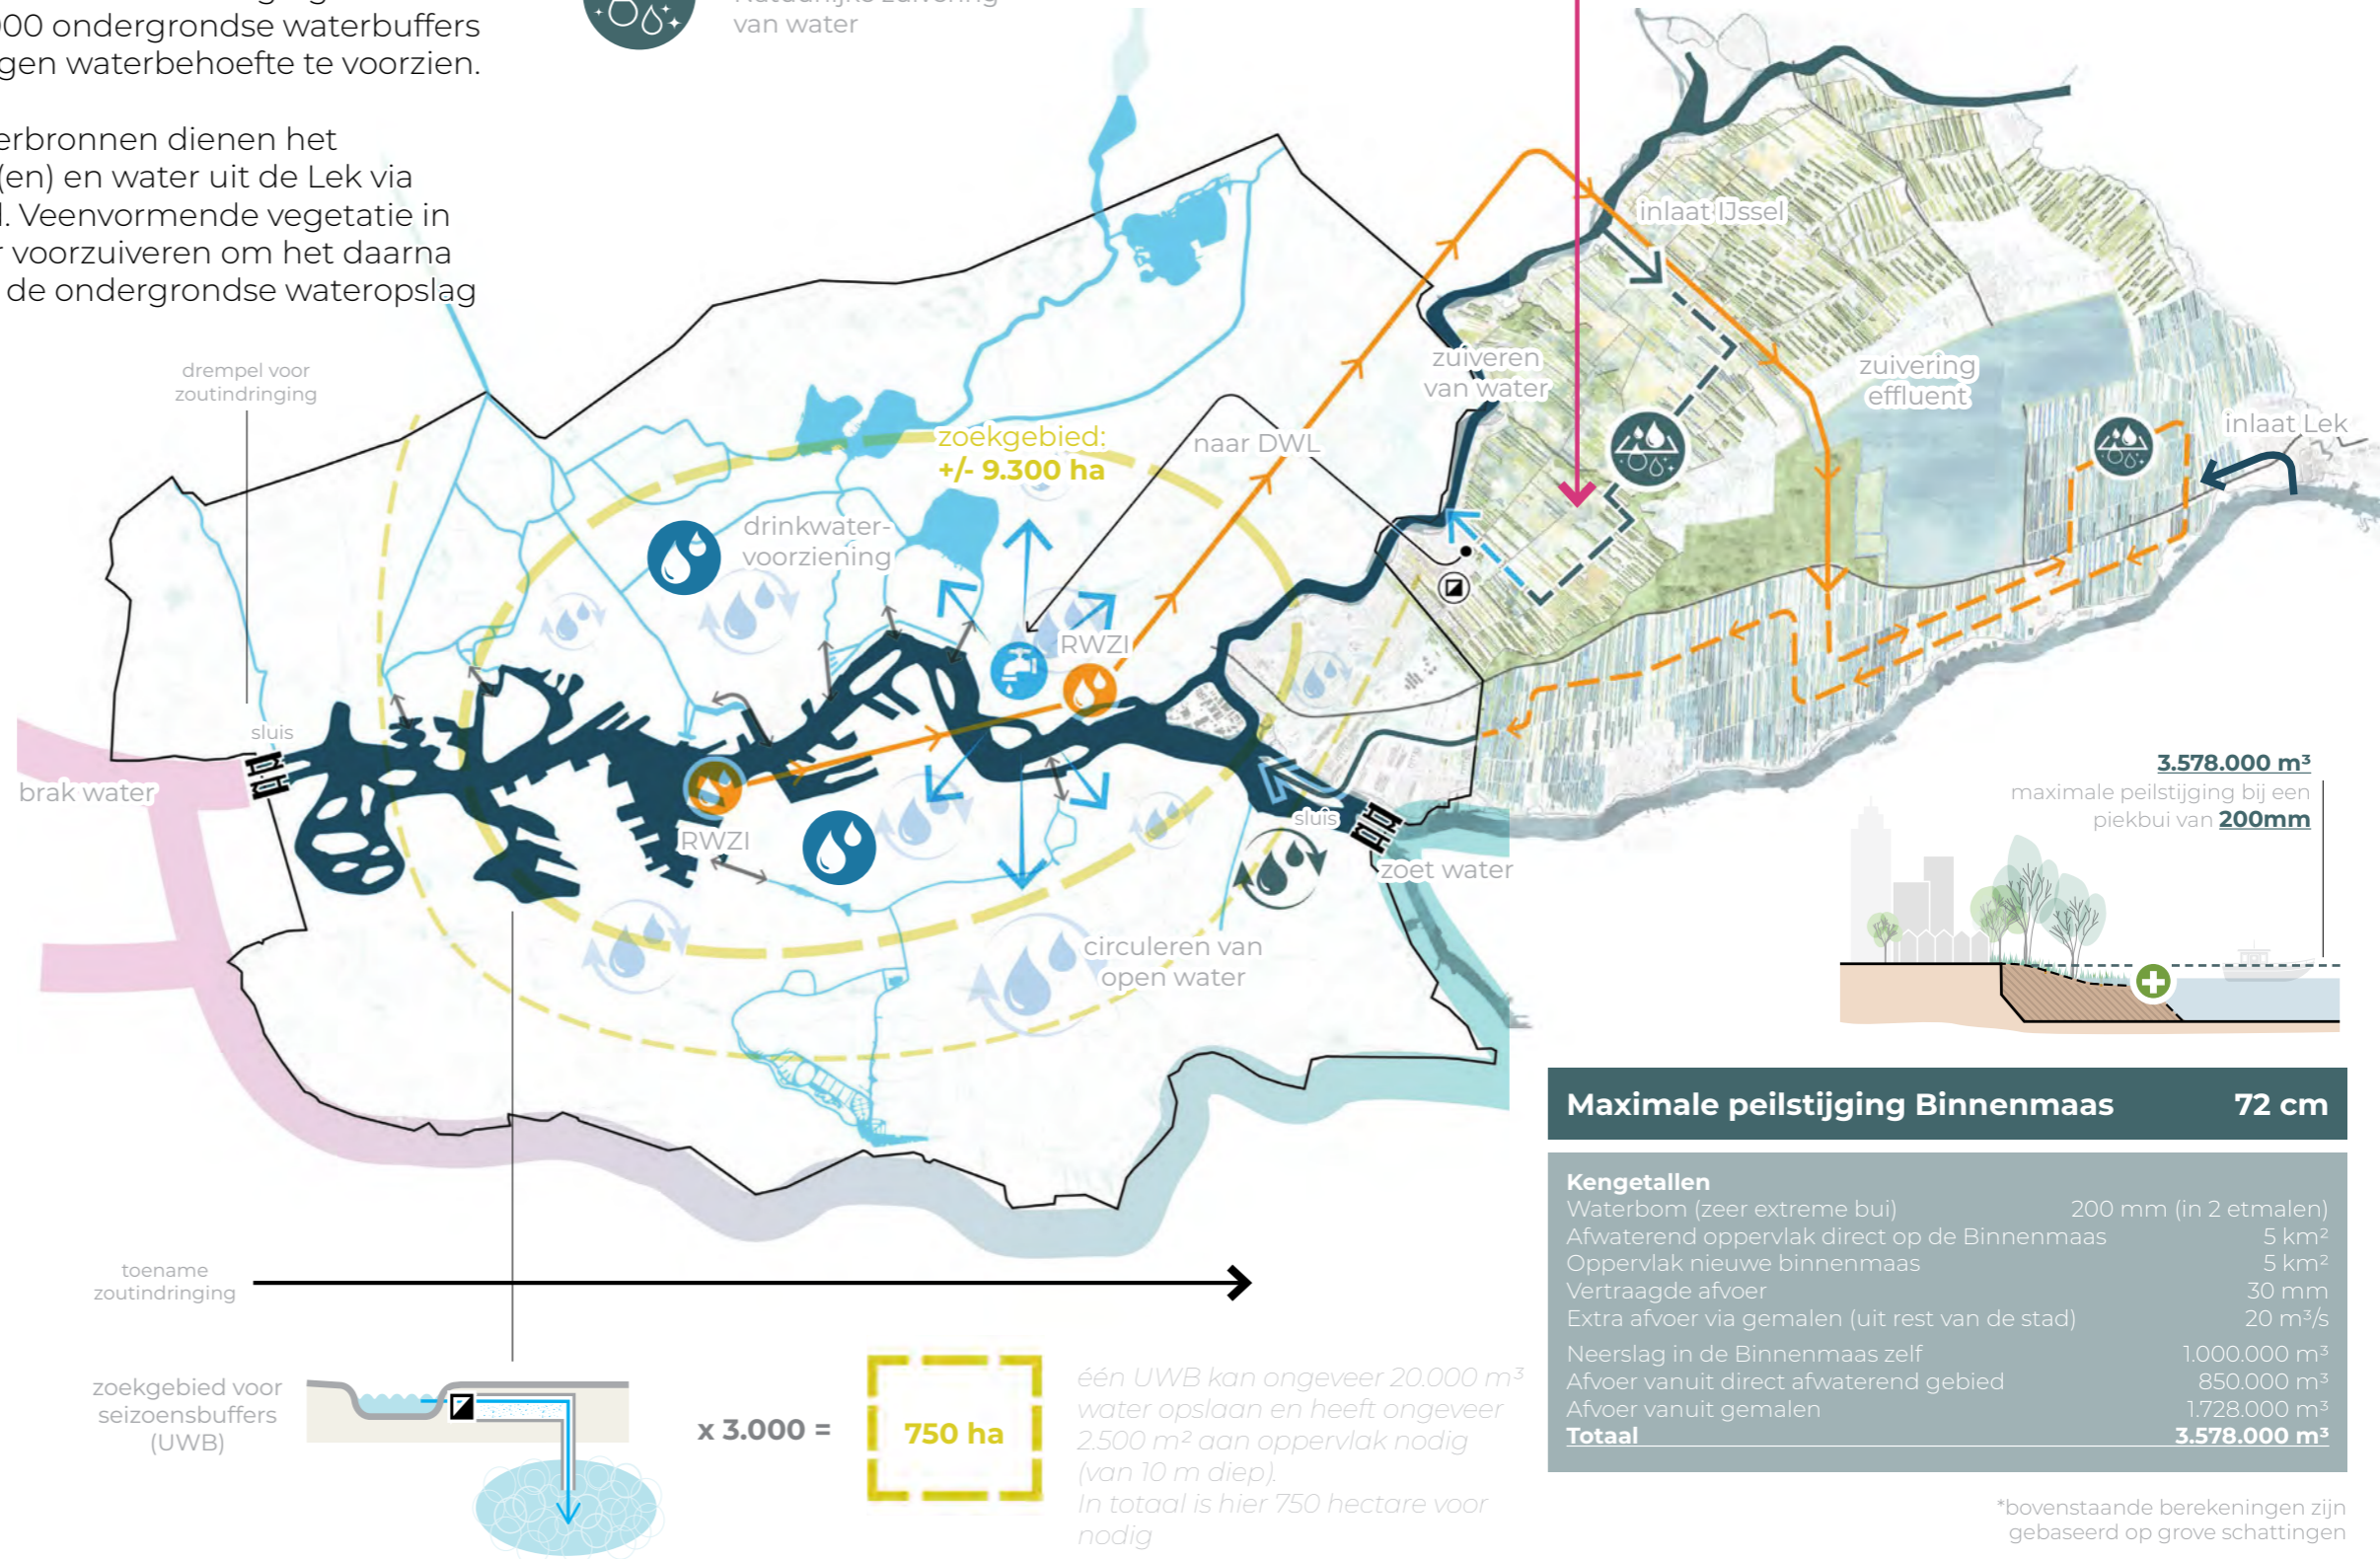 000 ondergrondse waterbuffers
gen waterbehoefte te voorzien.
erbronnen dienen het
(en) en water uit de Lek via
. Veenvormende vegetatie in
r voorzuiveren om het daarna
de ondergrondse wateropslag
van water
inlaat IJssel
drempel voor
zoutindringing
zuiveren
van water
zuivering
effluent
inlaat Lek
zoekgebied:
+/- 9.300 ha
naar DWL
drinkwater-
voorziening
RWZI
sluis
brak water
RWZI
sluis
zoet water
circuleren van
open water
3.578.000 m³
maximale peilstijging bij een
piekbui van 200mm
Maximale peilstijging Binnenmaas 72 cm
Kengetallen
Waterbom (zeer extreme bui) 200 mm (in 2 etmalen)
Afwaterend oppervlak direct op de Binnenmaas 5 km²
Oppervlak nieuwe binnenmaas 5 km²
Vertraagde afvoer 30 mm
Extra afvoer via gemalen (uit rest van de stad) 20 m³/s
Neerslag in de Binnenmaas zelf 1.000.000 m³
Afvoer vanuit direct afwaterend gebied 850.000 m³
Afvoer vanuit gemalen 1.728.000 m³
Totaal 3.578.000 m³
*bovenstaande berekeningen zijn
gebaseerd op grove schattingen
toename
zoutindringing
zoekgebied voor
seizoensbuffers
(UWB)
x 3.000 =
750 ha
één UWB kan ongeveer 20.000 m³
water opslaan en heeft ongeveer
2.500 m² aan oppervlak nodig
(van 10 m diep).
In totaal is hier 750 hectare voor
nodig